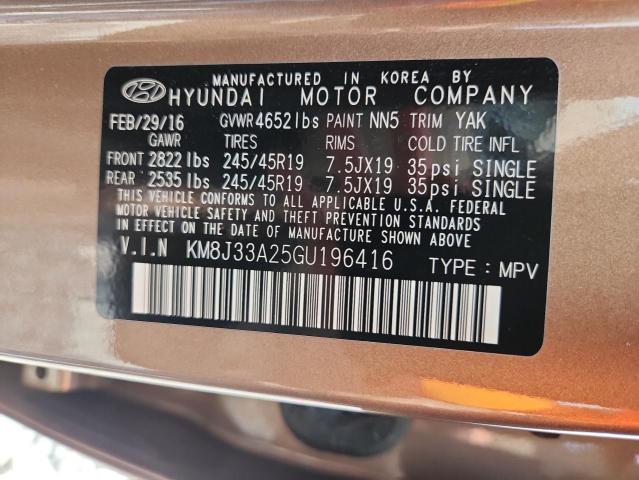 MANUFACTURED IN KOREA BY
HYUNDAI MOTOR COMPANY
FEB/29/16 GVWR 4652 lbs PAINT NN5 TRIM YAK
GAWR TIRES RIMS COLD TIRE INFL
FRONT 2822 lbs 245/45R19 7.5JX19 35psi SINGLE
REAR 2535 lbs 245/45R19 7.5JX19 35psi SINGLE
THIS VEHICLE CONFORMS TO ALL APPLICABLE U.S.A. FEDERAL
MOTOR VEHICLE SAFETY AND THEFT PREVENTION STANDARDS
IN EFFECT ON THE DATE OF MANUFACTURE SHOWN ABOVE.
V.I.N KM8J33A25GU196416 TYPE : MPV